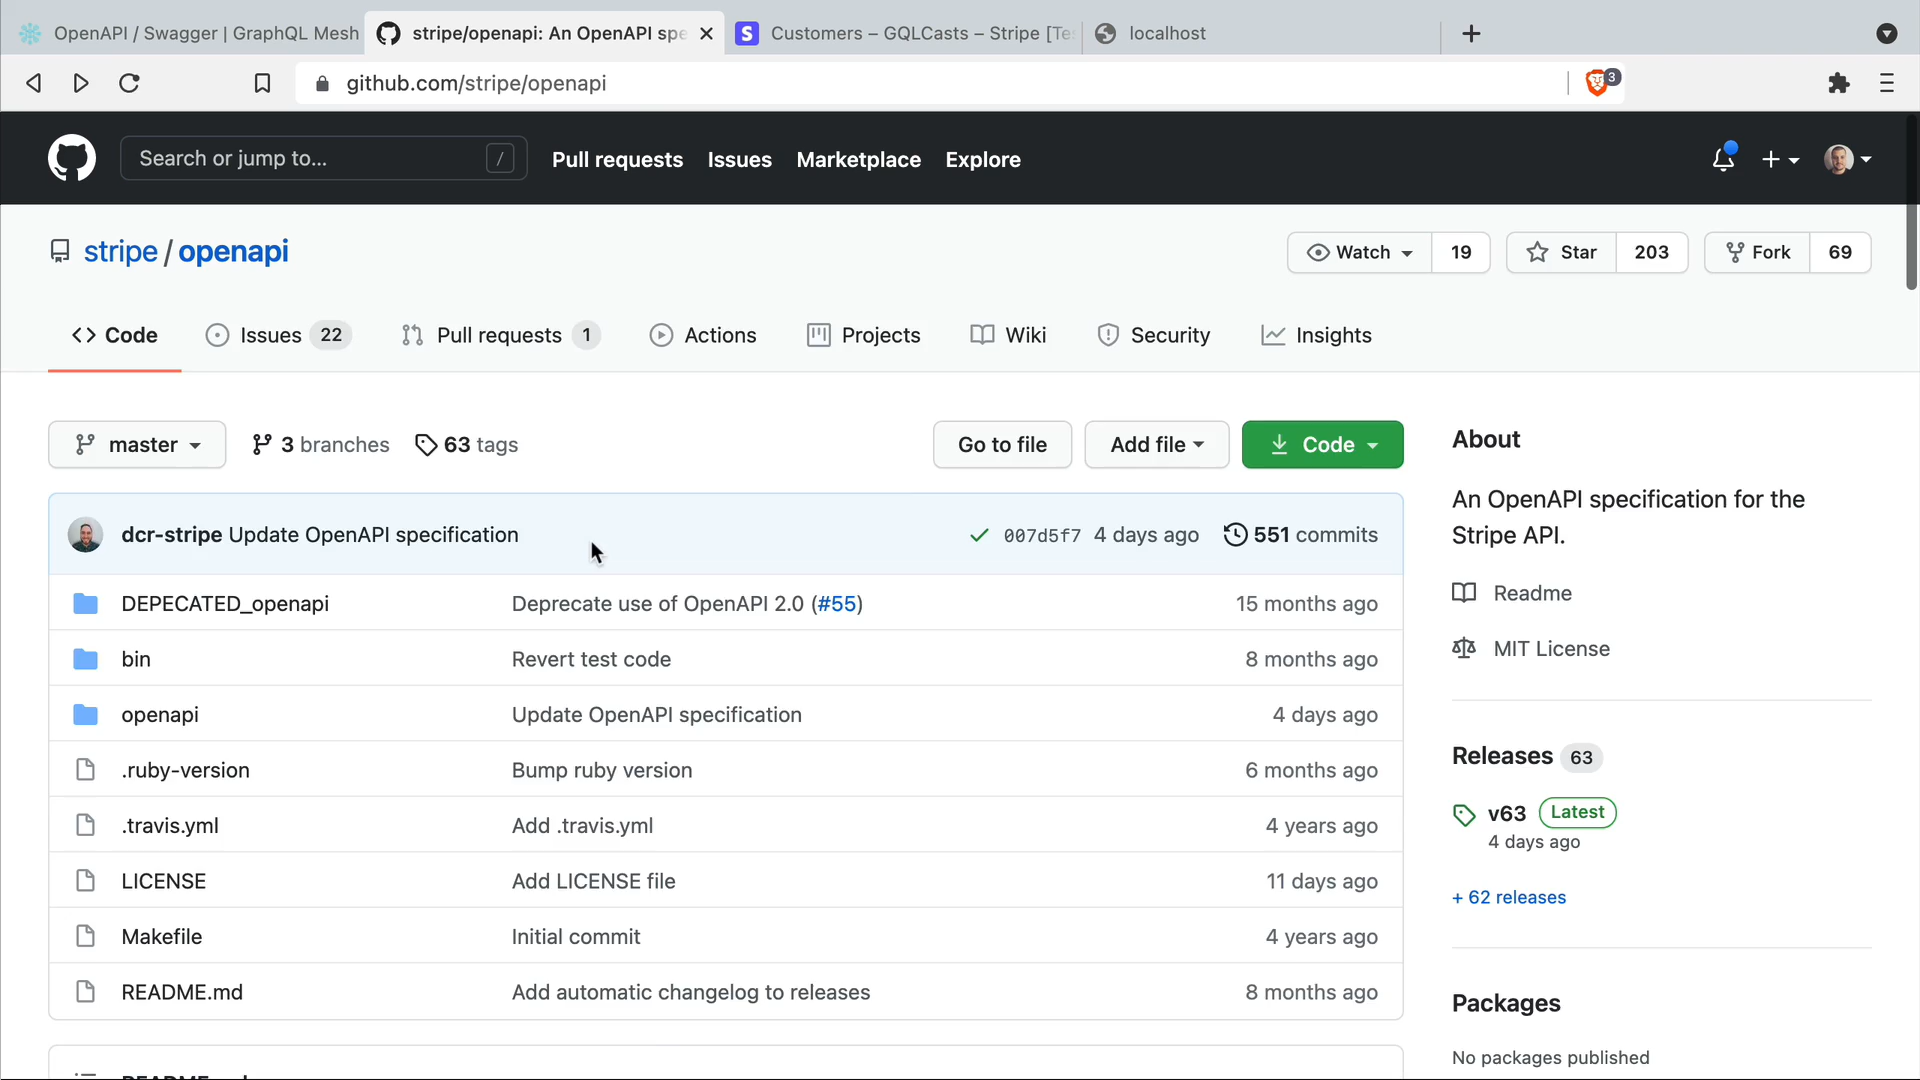 OpenAPI / Swagger | GraphQL Mesh
stripe/openapi: An OpenAPI spe
Customers – GQLCasts – Stripe [Te
localhost
github.com/stripe/openapi
3
Search or jump to...
/
Pull requests
Issues
Marketplace
Explore
stripe / openapi
Watch 19
Star 203
Fork 69
Code
Issues 22
Pull requests 1
Actions
Projects
Wiki
Security
Insights
master
3 branches
63 tags
Go to file
Add file
Code
dcr-stripe Update OpenAPI specification
007d5f7 4 days ago
551 commits
DEPECATED_openapi Deprecate use of OpenAPI 2.0 (#55) 15 months ago
bin Revert test code 8 months ago
openapi Update OpenAPI specification 4 days ago
.ruby-version Bump ruby version 6 months ago
.travis.yml Add .travis.yml 4 years ago
LICENSE Add LICENSE file 11 days ago
Makefile Initial commit 4 years ago
README.md Add automatic changelog to releases 8 months ago
README.md
About
An OpenAPI specification for the
Stripe API.
Readme
MIT License
Releases 63
v63 Latest
4 days ago
+ 62 releases
Packages
No packages published